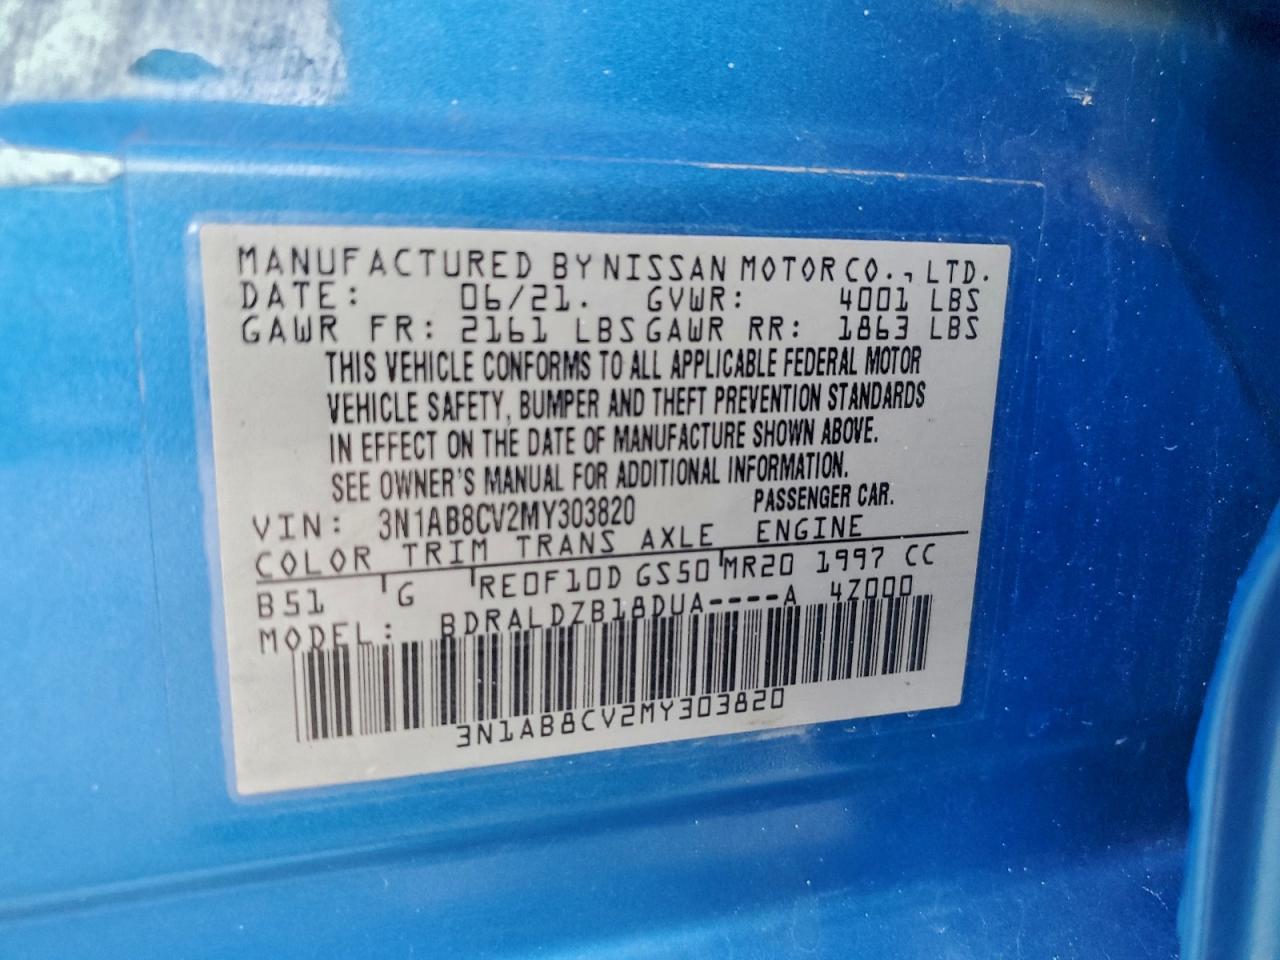 MANUFACTURED BY NISSAN MOTOR CO., LTD.
DATE: 06/21. GVWR: 4001 LBS
GAWR FR: 2161 LBS GAWR RR: 1863 LBS
THIS VEHICLE CONFORMS TO ALL APPLICABLE FEDERAL MOTOR
VEHICLE SAFETY, BUMPER AND THEFT PREVENTION STANDARDS
IN EFFECT ON THE DATE OF MANUFACTURE SHOWN ABOVE.
SEE OWNER'S MANUAL FOR ADDITIONAL INFORMATION.
VIN: 3N1AB8CV2MY303820 PASSENGER CAR.
COLOR TRIM TRANS AXLE ENGINE
B51 G RE0F10D GS50 MR20 1997 CC
MODEL: BDRALDZB18DUA----A 4Z000
3N1AB8CV2MY303820